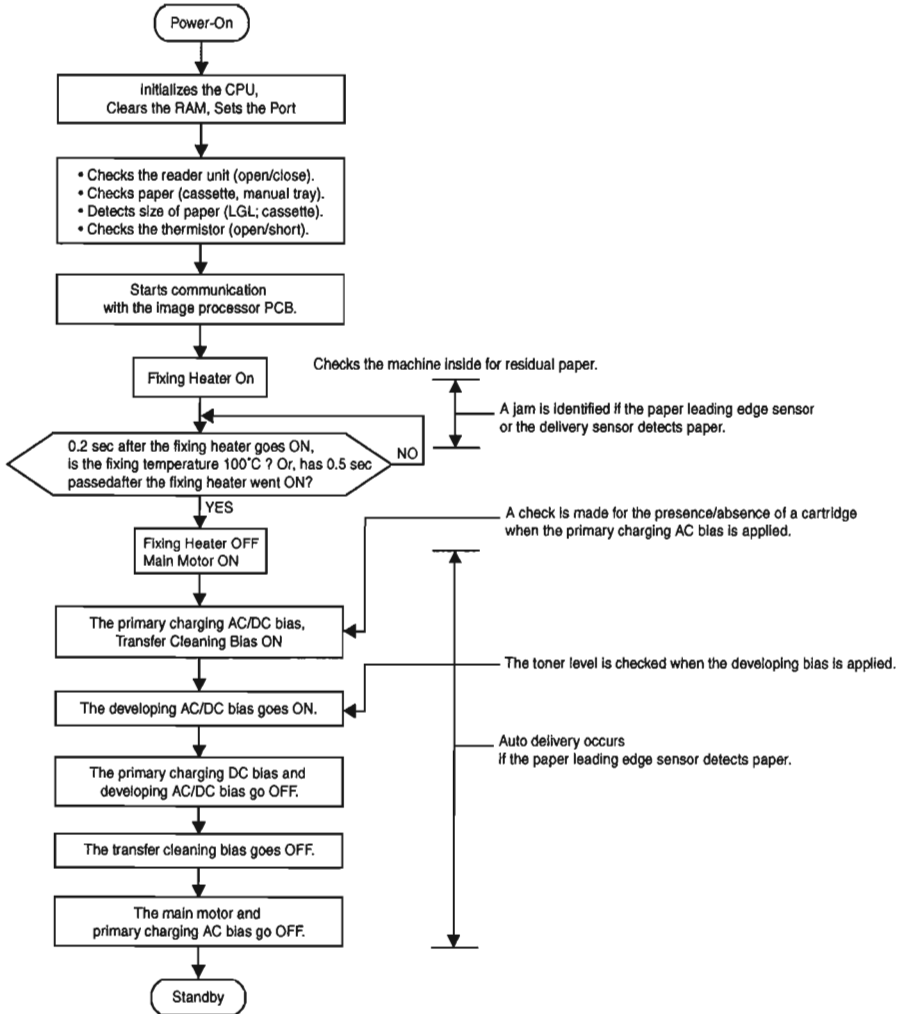 Power-On
Initializes the CPU,
Clears the RAM, Sets the Port
• Checks the reader unit (open/close).
• Checks paper (cassette, manual tray).
• Detects size of paper (LGL; cassette).
• Checks the thermistor (open/short).
Starts communication
with the image processor PCB.
Fixing Heater On
Checks the machine inside for residual paper.
A jam is identified if the paper leading edge sensor
or the delivery sensor detects paper.
0.2 sec after the fixing heater goes ON,
is the fixing temperature 100°C ? Or, has 0.5 sec
passedafter the fixing heater went ON?
NO
YES
A check is made for the presence/absence of a cartridge
when the primary charging AC bias is applied.
Fixing Heater OFF
Main Motor ON
The primary charging AC/DC bias,
Transfer Cleaning Bias ON
The toner level is checked when the developing bias is applied.
The developing AC/DC bias goes ON.
Auto delivery occurs
if the paper leading edge sensor detects paper.
The primary charging DC bias and
developing AC/DC bias go OFF.
The transfer cleaning bias goes OFF.
The main motor and
primary charging AC bias go OFF.
Standby